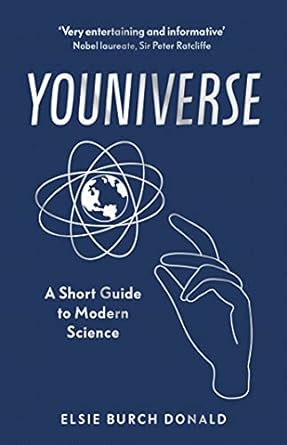 ‘Very entertaining and informative’
Nobel laureate, Sir Peter Ratcliffe
YOUNIVERSE
A Short Guide
to Modern
Science
ELSIE BURCH DONALD